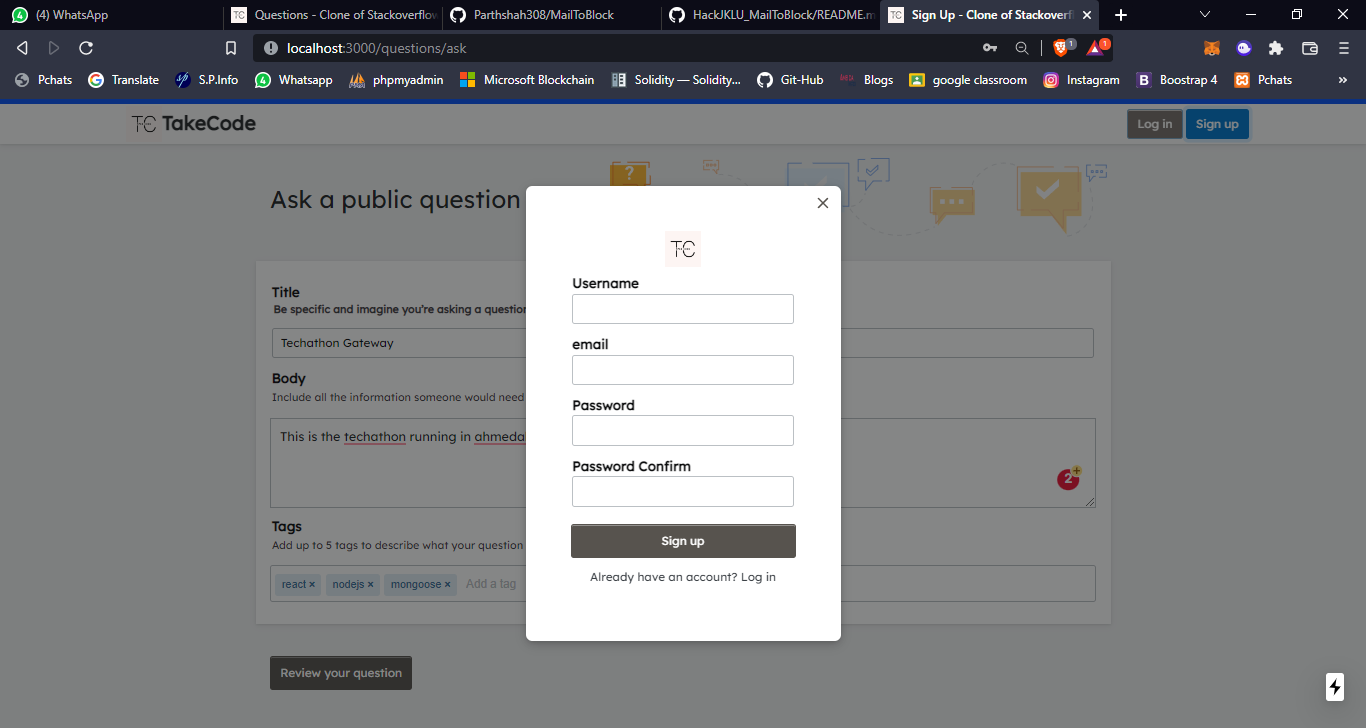 (4) WhatsApp
Questions - Clone of Stackoverflow
Parthshah308/MailToBlock
HackJKLU_MailToBlock/README.m
Sign Up - Clone of Stackoverfl
localhost:3000/questions/ask
1
1
Pchats
Translate
S.P.Info
Whatsapp
phpmyadmin
Microsoft Blockchain
Solidity — Solidity...
Git-Hub
Blogs
google classroom
Instagram
Boostrap 4
Pchats
»
TC TakeCode
Log in
Sign up
Ask a public question
TC
Username
Title
Be specific and imagine you're asking a question
Techathon Gateway
email
Body
Include all the information someone would need
Password
This is the techathon running in ahmeda
Password Confirm
2
Tags
Add up to 5 tags to describe what your question
Sign up
Already have an account? Log in
react × nodejs × mongoose × Add a tag
Review your question